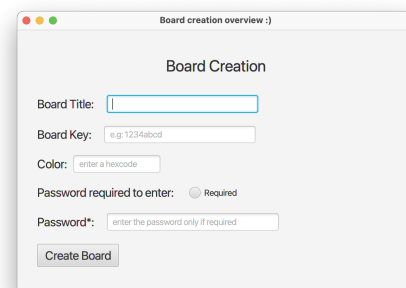 Board creation overview :)
Board Creation
Board Title:
Board Key: e.g: 1234abcd
Color: enter a hexcode
Password required to enter: Required
Password*: enter the password only if required
Create Board